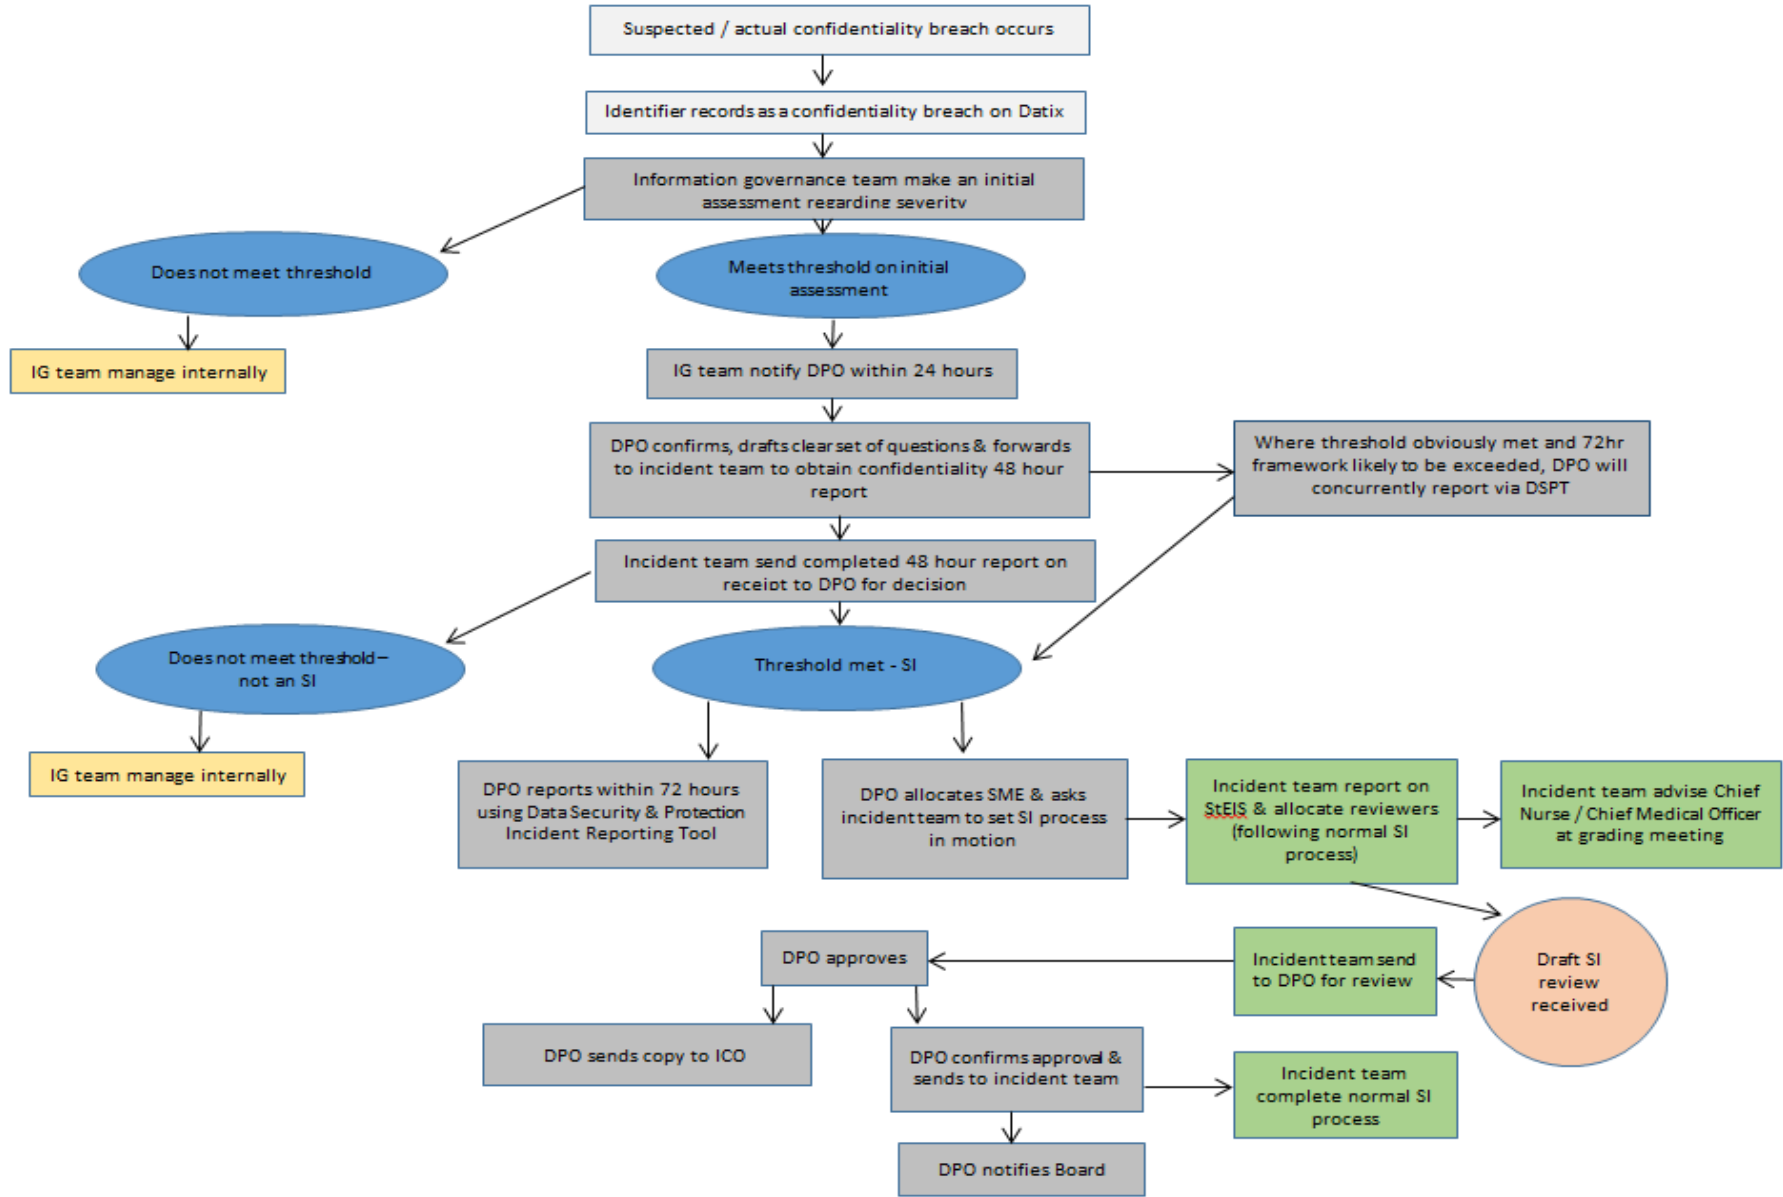 Suspected / actual confidentiality breach occurs
Identifier records as a confidentiality breach on Datix
Information governance team make an initial
assessment regarding severity
Does not meet threshold
Meets threshold on initial
assessment
IG team manage internally
IG team notify DPO within 24 hours
DPO confirms, drafts clear set of questions & forwards
to incident team to obtain confidentiality 48 hour
report
Where threshold obviously met and 72hr
framework likely to be exceeded, DPO will
concurrently report via DSPT
Incident team send completed 48 hour report on
receipt to DPO for decision
Does not meet threshold –
not an SI
Threshold met - SI
IG team manage internally
DPO reports within 72 hours
using Data Security & Protection
Incident Reporting Tool
DPO allocates SME & asks
incident team to set SI process
in motion
Incident team report on
StEIS & allocate reviewers
(following normal SI
process)
Incident team advise Chief
Nurse / Chief Medical Officer
at grading meeting
Draft SI
review
received
Incident team send
to DPO for review
DPO approves
DPO sends copy to ICO
DPO confirms approval &
sends to incident team
Incident team
complete normal SI
process
DPO notifies Board